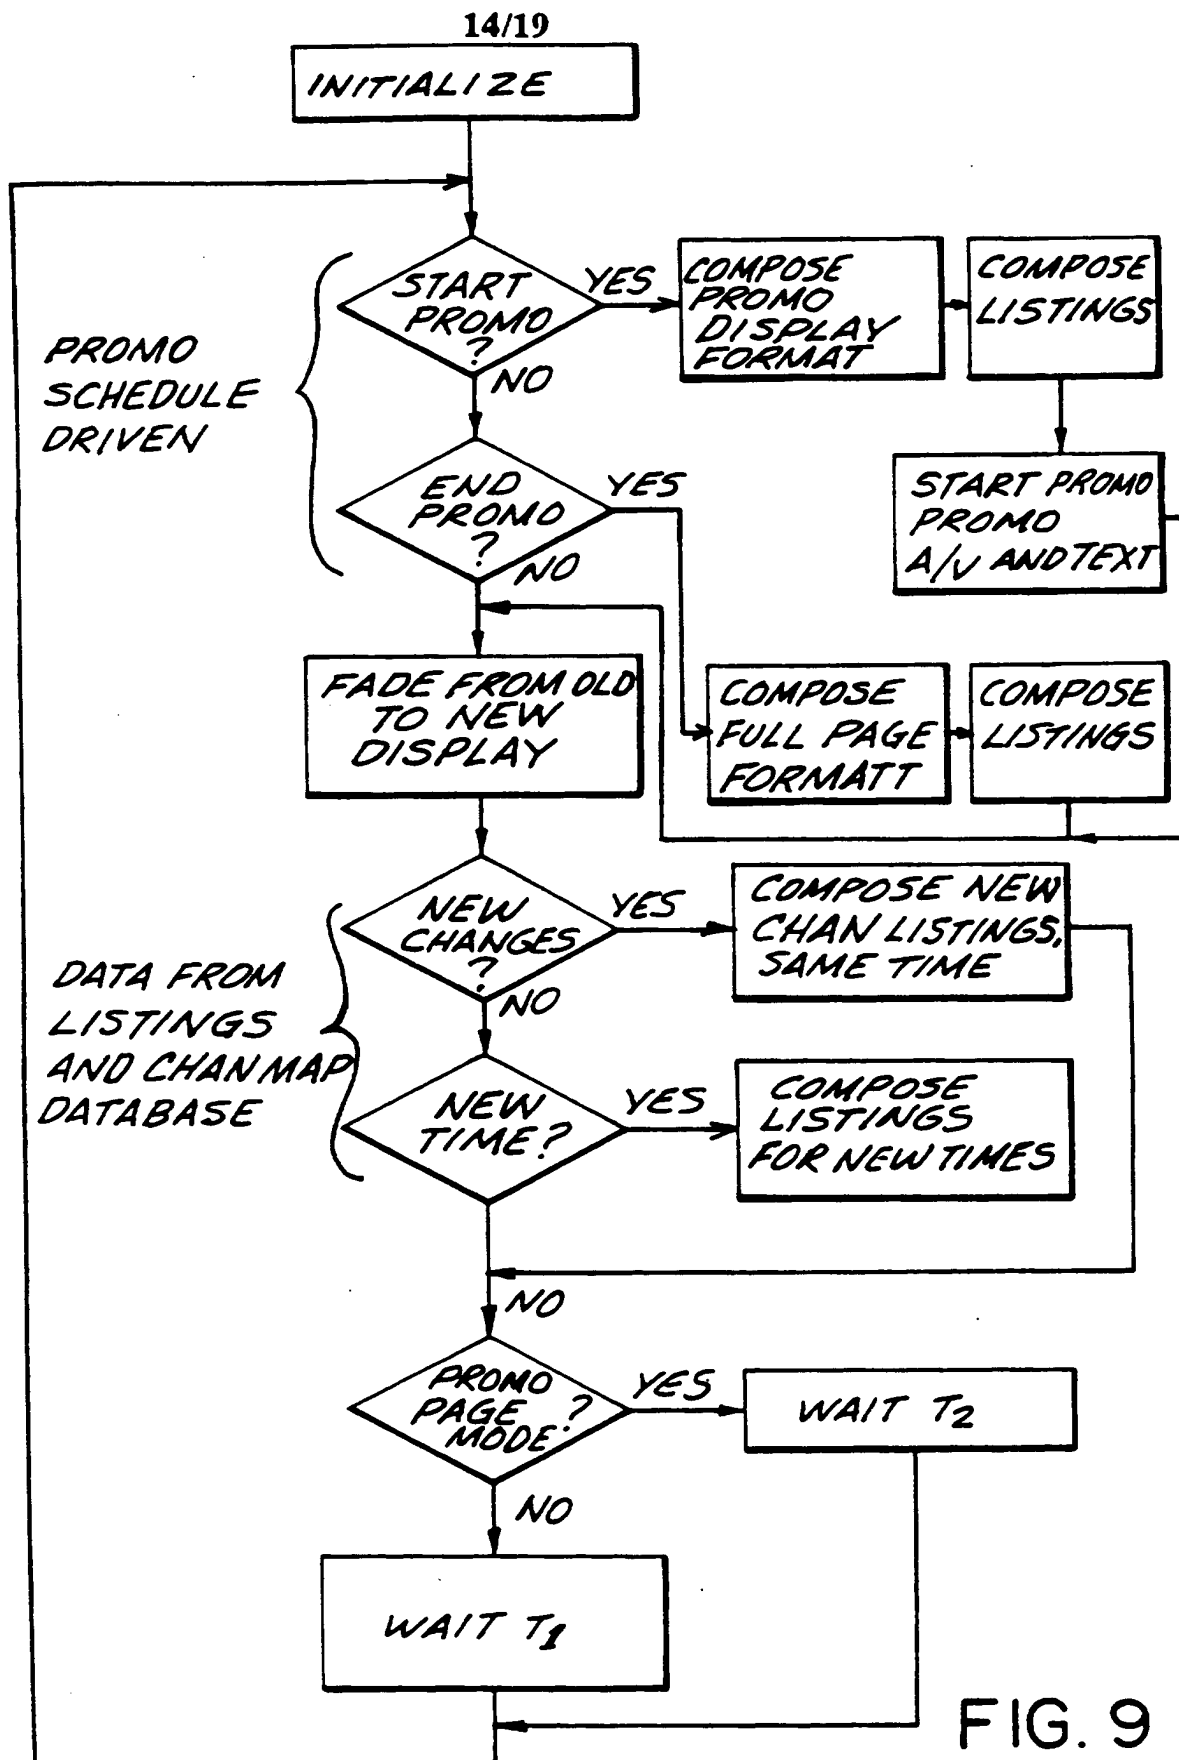 14/19
INITIALIZE
START
PROMO
?
YES
NO
COMPOSE
PROMO
DISPLAY
FORMAT
COMPOSE
LISTINGS
PROMO
SCHEDULE
DRIVEN
END
PROMO
?
YES
NO
START PROMO
PROMO
A/V AND TEXT
FADE FROM OLD
TO NEW
DISPLAY
COMPOSE
FULL PAGE
FORMATT
COMPOSE
LISTINGS
NEW
CHANGES
?
YES
NO
COMPOSE NEW
CHAN LISTINGS,
SAME TIME
DATA FROM
LISTINGS
AND CHAN MAP
DATABASE
NEW
TIME?
YES
COMPOSE
LISTINGS
FOR NEW TIMES
NO
PROMO
PAGE ?
MODE
YES
NO
WAIT T2
WAIT T1
FIG. 9